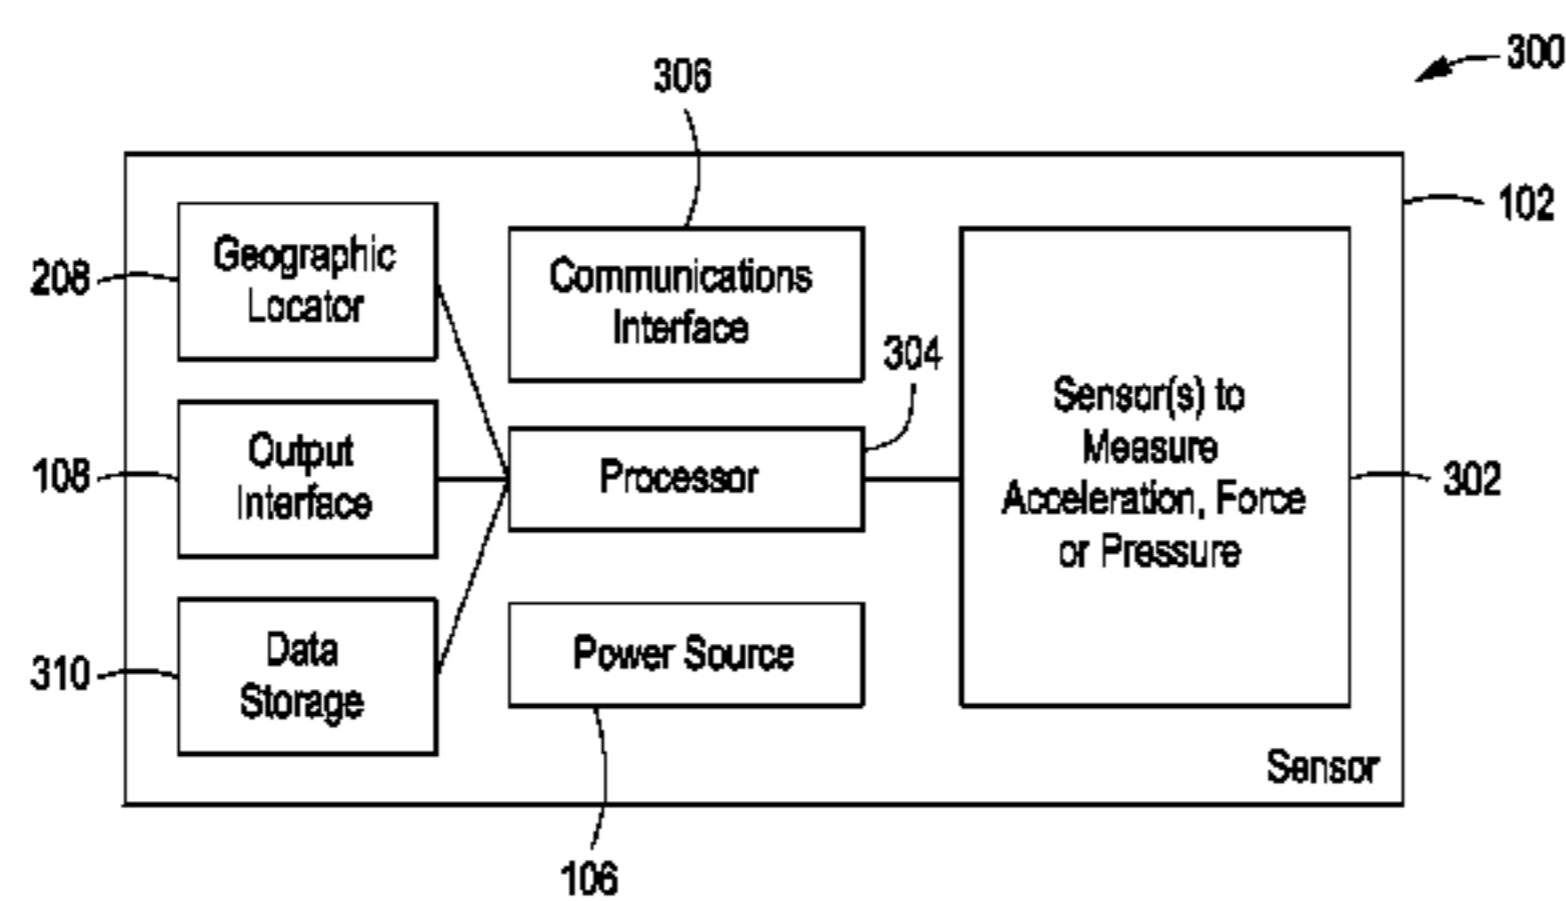 300
306
102
Geographic
Locator
208
Communications
Interface
304
Sensor(s) to
Measure
Acceleration, Force
or Pressure
302
Output
Interface
108
Processor
Data
Storage
310
Power Source
Sensor
106